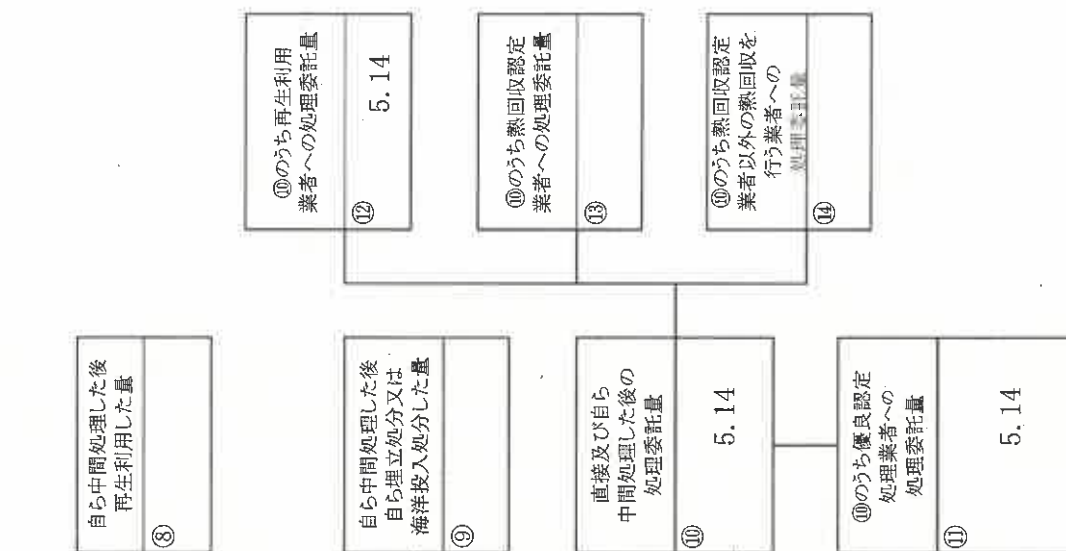 自ら中間処理した後
再生利用した量
⑧
自ら中間処理した後
自ら埋立処分又は
海洋投入処分した量
⑨
直接及び自ら
中間処理した後の
処理委託量
⑩
5.14
⑩のうち優良認定
処理業者への
処理委託量
⑪
5.14
⑩のうち再生利用
業者への処理委託量
⑫
5.14
⑩のうち熱回収認定
業者への処理委託量
⑬
⑩のうち熱回収認定
業者以外の熱回収を
行う業者への
処理委託量
⑭